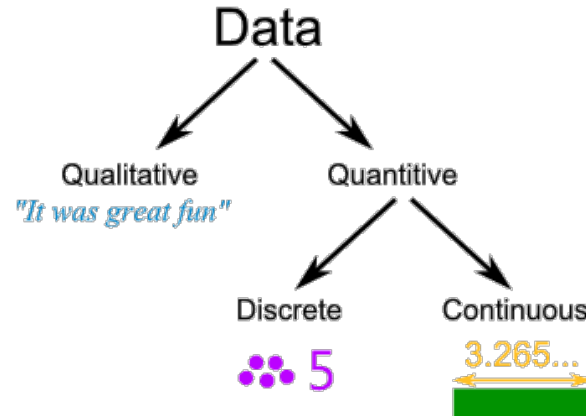 Data
Qualitative
Quantitive
"It was great fun"
Discrete
Continuous
5
3.265...